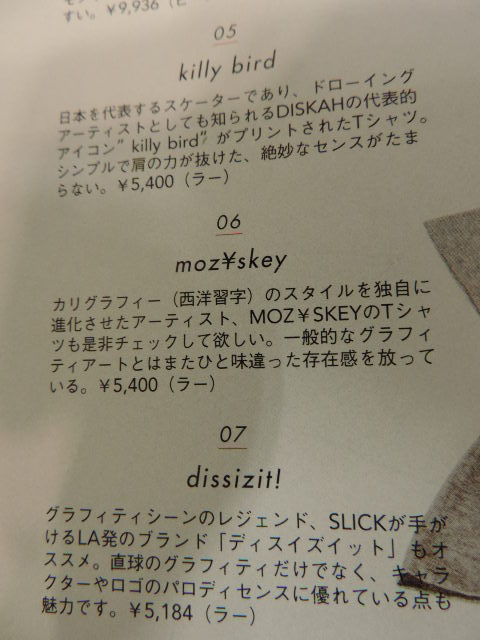 すい。¥9,936（ビ
05
killy bird
日本を代表するスケーターであり、ドローイング
アーティストとしても知られるDISKAHの代表的
アイコン”killy bird”がプリントされたTシャツ。
シンプルで肩の力が抜けた、絶妙なセンスがたま
らない。¥5,400（ラー）
06
moz¥skey
カリグラフィー（西洋習字）のスタイルを独自に
進化させたアーティスト、MOZ¥SKEYのTシャ
ツも是非チェックして欲しい。一般的なグラフィ
ティアートとはまたひと味違った存在感を放って
いる。¥5,400（ラー）
07
dissizit!
グラフィティシーンのレジェンド、SLICKが手が
けるLA発のブランド「ディスイズイット」もオ
ススメ。直球のグラフィティだけでなく、キャラ
クターやロゴのパロディセンスに優れている点も
魅力です。¥5,184（ラー）